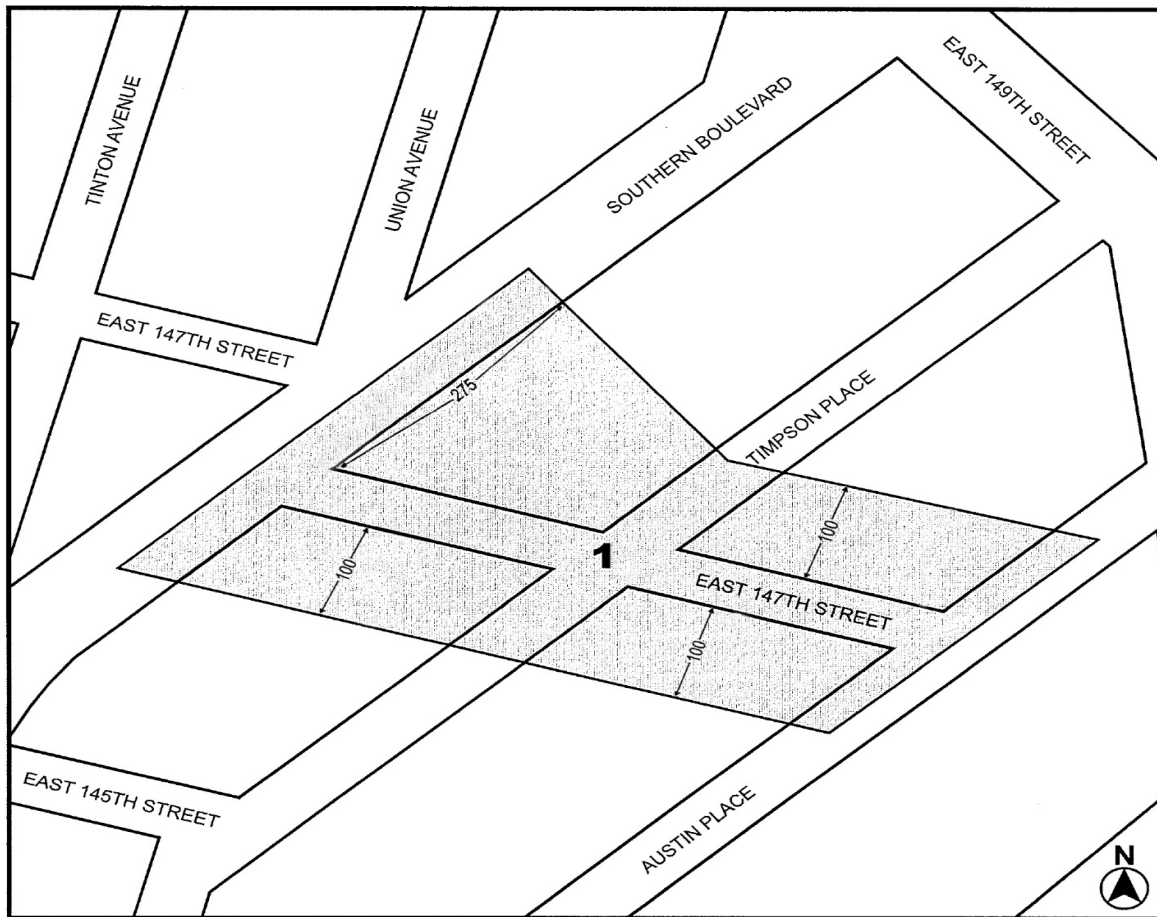 TINTON AVENUE
UNION AVENUE
SOUTHERN BOULEVARD
EAST 149TH STREET
EAST 147TH STREET
275
TIMPSON PLACE
100
100
1
EAST 147TH STREET
100
EAST 145TH STREET
AUSTIN PLACE
N